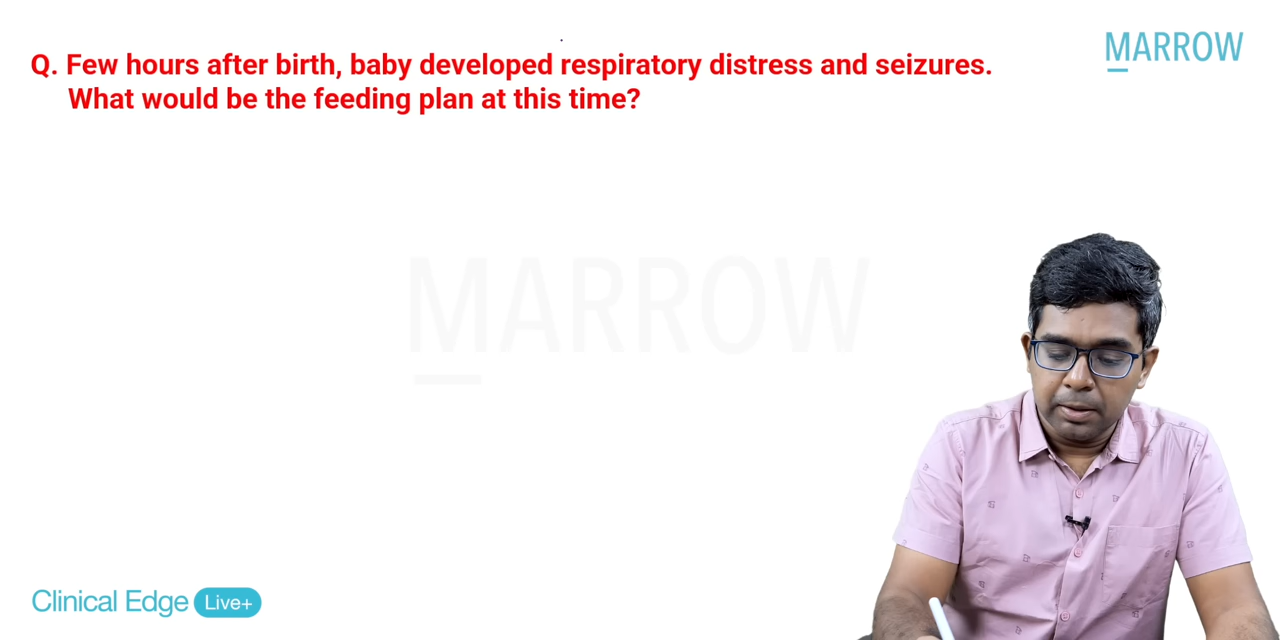 MARROW
Q. Few hours after birth, baby developed respiratory distress and seizures.
What would be the feeding plan at this time?
MARROW
Clinical Edge Live+